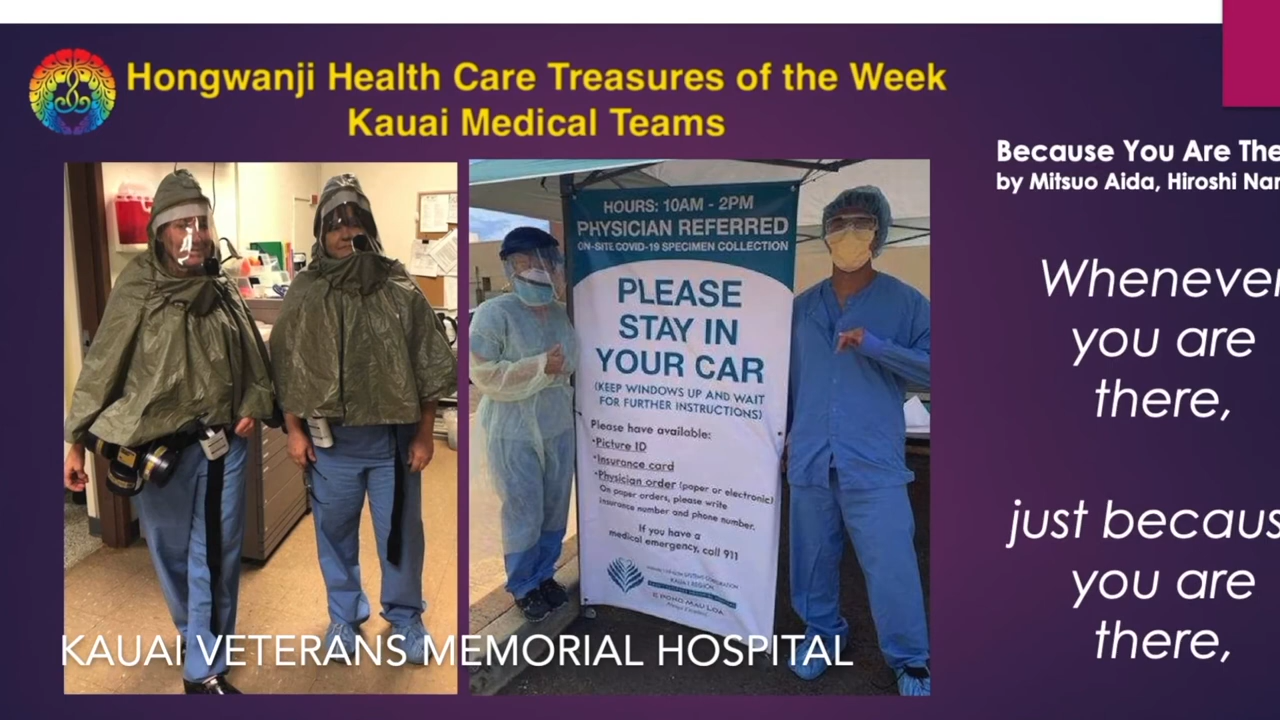 Hongwanji Health Care Treasures of the Week
Kauai Medical Teams
Because You Are The
by Mitsuo Aida, Hiroshi Nar
HOURS: 10AM - 2PM
PHYSICIAN REFERRED
ON-SITE COVID-19 SPECIMEN COLLECTION
PLEASE
STAY IN
YOUR CAR
(KEEP WINDOWS UP AND WAIT
FOR FURTHER INSTRUCTIONS)
Please have available:
•Picture ID
•Insurance card
•Physician order (paper or electronic)
On paper orders, please write
insurance number and phone number.
If you have a
medical emergency, call 911
KAUAI REGION
KAUAI VETERANS MEMORIAL HOSPITAL
Whenever
you are
there,
just becaus
you are
there,